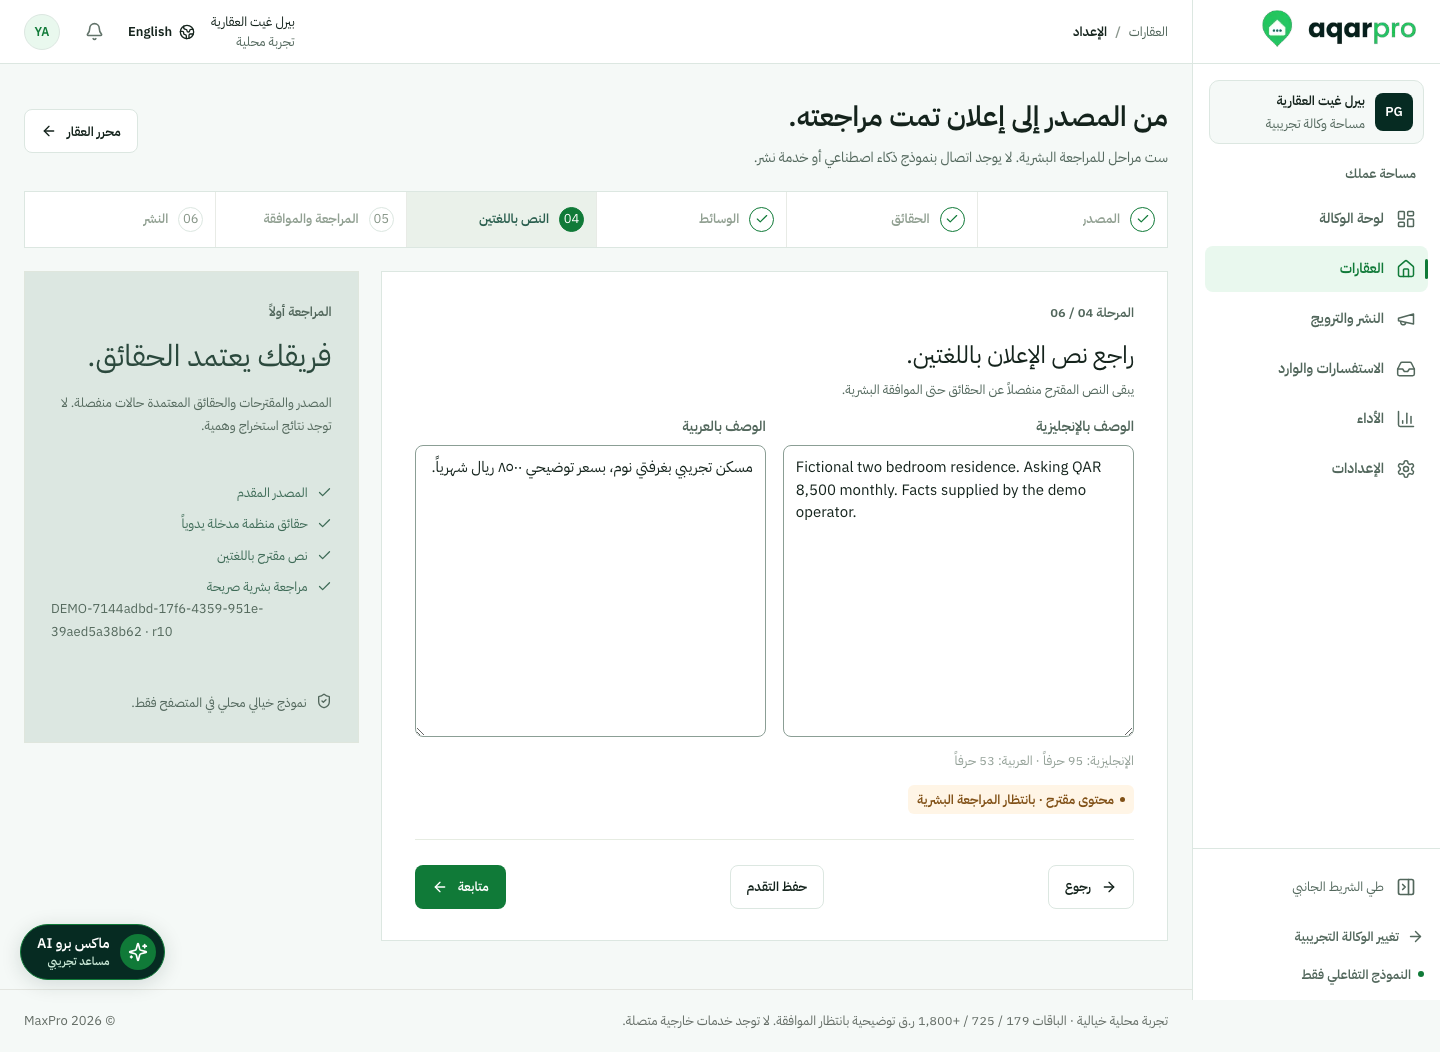 aqarpro
PG
بيرل غيت العقارية
مساحة وكالة تجريبية
مساحة عملك
لوحة الوكالة
العقارات
النشر والترويج
الاستفسارات والوارد
الأداء
الإعدادات
طي الشريط الجانبي
تغيير الوكالة التجريبية
النموذج التفاعلي فقط
العقارات / الإعداد
بيرل غيت العقارية
تجربة محلية
English
YA
من المصدر إلى إعلان تمت مراجعته.
ست مراحل للمراجعة البشرية. لا يوجد اتصال بنموذج ذكاء اصطناعي أو خدمة نشر.
محرر العقار
المصدر
الحقائق
الوسائط
04 النص باللغتين
05 المراجعة والموافقة
06 النشر
المرحلة 04 / 06
راجع نص الإعلان باللغتين.
يبقى النص المقترح منفصلاً عن الحقائق حتى الموافقة البشرية.
الوصف بالإنجليزية
Fictional two bedroom residence. Asking QAR
8,500 monthly. Facts supplied by the demo
operator.
الوصف بالعربية
مسكن تجريبي بغرفتي نوم، بسعر توضيحي ٨٥٠٠ ريال شهرياً.
الإنجليزية: 95 حرفاً · العربية: 53 حرفاً
محتوى مقترح · بانتظار المراجعة البشرية
رجوع
حفظ التقدم
متابعة
المراجعة أولاً
فريقك يعتمد الحقائق.
المصدر والمقترحات والحقائق المعتمدة حالات منفصلة. لا
توجد نتائج استخراج وهمية.
المصدر المقدم
حقائق منظمة مدخلة يدوياً
نص مقترح باللغتين
مراجعة بشرية صريحة
DEMO-7144adbd-17f6-4359-951e-
39aed5a38b62 · r10
نموذج خيالي محلي في المتصفح فقط.
ماكس برو AI
مساعد تجريبي
تجربة محلية خيالية · الباقات 179 / 725 / +1,800 ر.ق توضيحية بانتظار الموافقة. لا توجد خدمات خارجية متصلة.
© 2026 MaxPro